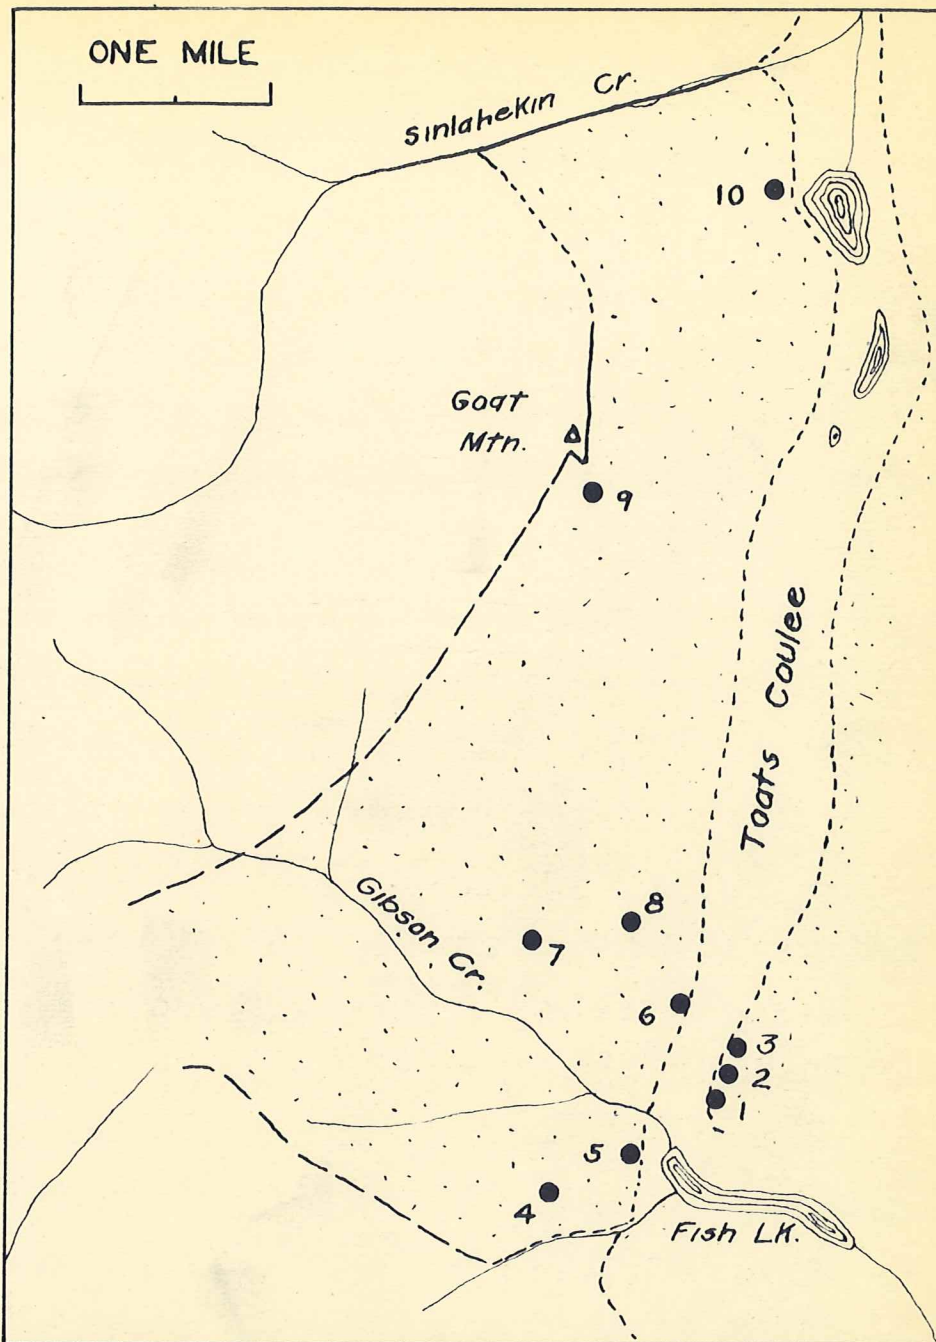 ONE MILE
Sinlahekin Cr.
10
Goat
Mtn.
9
Toats Coulee
Gibson Cr.
8
7
6
3
2
1
5
4
Fish LK.